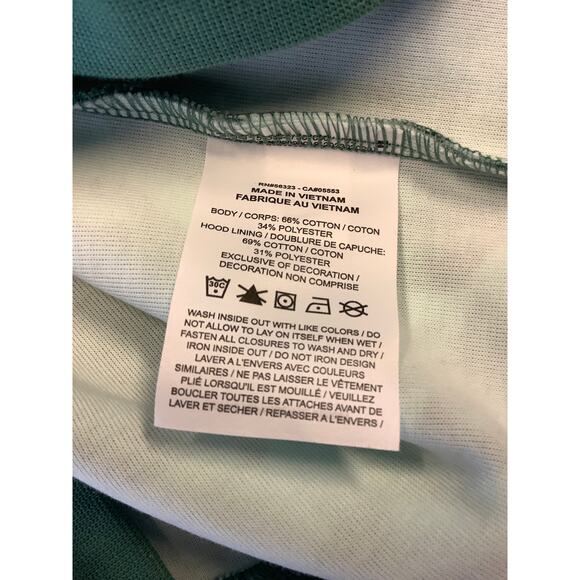 RN#56323 - CA#05553
MADE IN VIETNAM
FABRIQUE AU VIETNAM
BODY / CORPS: 66% COTTON / COTON
34% POLYESTER
HOOD LINING / DOUBLURE DE CAPUCHE:
69% COTTON / COTON
31% POLYESTER
EXCLUSIVE OF DECORATION /
DECORATION NON COMPRISE
30C
WASH INSIDE OUT WITH LIKE COLORS / DO
NOT ALLOW TO LAY ON ITSELF WHEN WET /
FASTEN ALL CLOSURES TO WASH AND DRY /
IRON INSIDE OUT / DO NOT IRON DESIGN
LAVER A L'ENVERS AVEC COULEURS
SIMILAIRES / NE PAS LAISSER LE VÊTEMENT
PLIÉ LORSQU'IL EST MOUILLÉ / VEUILLEZ
BOUCLER TOUTES LES ATTACHES AVANT DE
LAVER ET SECHER / REPASSER A L'ENVERS /